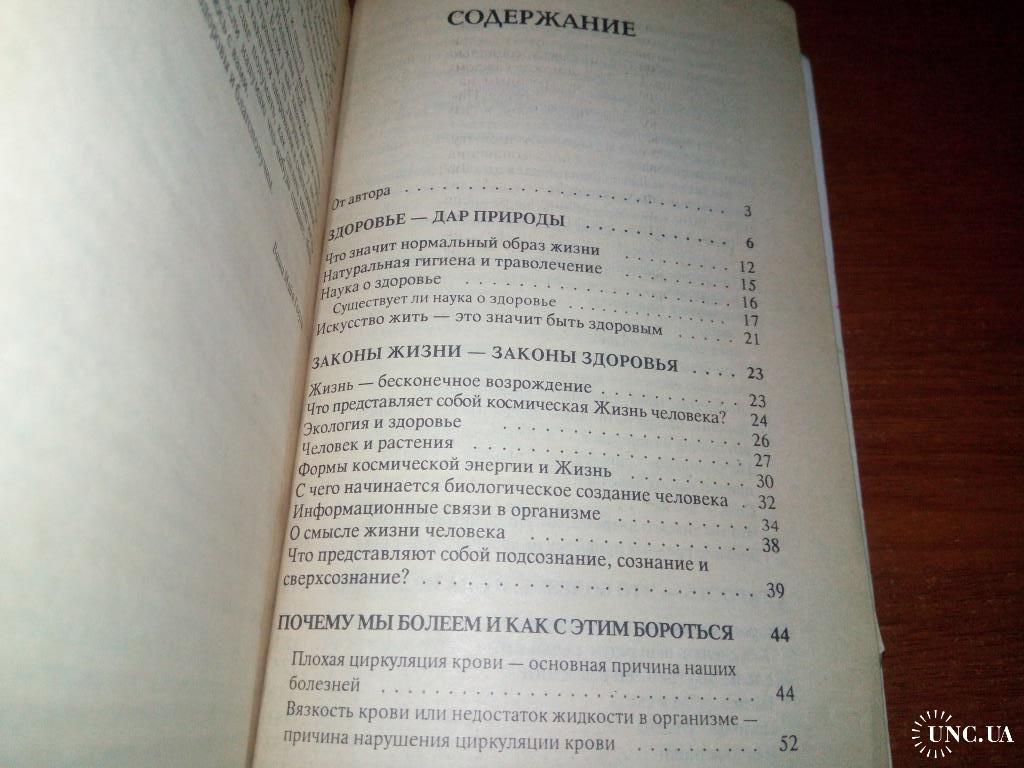 СОДЕРЖАНИЕ
От автора . . . . . . . . . . . . . . . . . . . . . . . . 3
ЗДОРОВЬЕ — ДАР ПРИРОДЫ . . . . . . . . . . . 6
Что значит нормальный образ жизни . . . . . . . . 12
Натуральная гигиена и траволечение . . . . . . . . 15
Наука о здоровье . . . . . . . . . . . . . . . . . . 16
Существует ли наука о здоровье . . . . . . . . . . . 17
Искусство жить — это значит быть здоровым . . . . . 21
ЗАКОНЫ ЖИЗНИ — ЗАКОНЫ ЗДОРОВЬЯ . . . . 23
Жизнь — бесконечное возрождение . . . . . . . . . . 23
Что представляет собой космическая Жизнь человека? 24
Экология и здоровье . . . . . . . . . . . . . . . . 26
Человек и растения . . . . . . . . . . . . . . . . . 27
Формы космической энергии и Жизнь . . . . . . . . . 30
С чего начинается биологическое создание человека . 32
Информационные связи в организме . . . . . . . . . 34
О смысле жизни человека . . . . . . . . . . . . . . 38
Что представляют собой подсознание, сознание и
сверхсознание? . . . . . . . . . . . . . . . . . . . 39
ПОЧЕМУ МЫ БОЛЕЕМ И КАК С ЭТИМ БОРОТЬСЯ 44
Плохая циркуляция крови — основная причина наших
болезней . . . . . . . . . . . . . . . . . . . . . . 44
Вязкость крови или недостаток жидкости в организме —
причина нарушения циркуляции крови . . . . . . . . . 52
UNC.UA